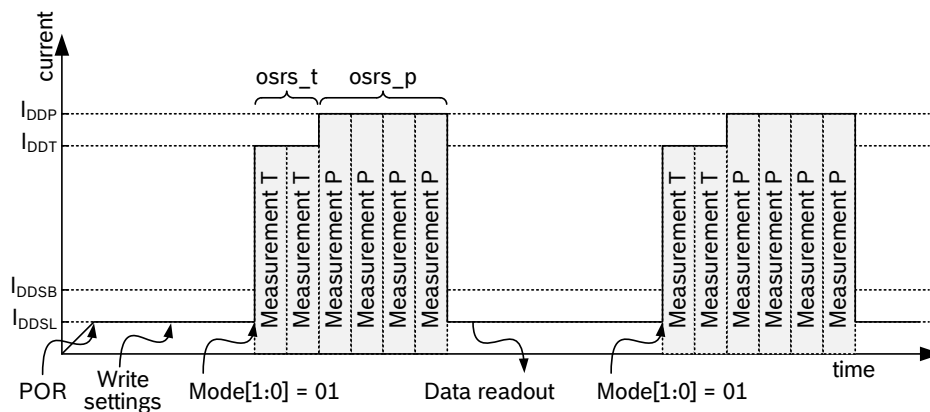 current
osrs_t
osrs_p
IDDP
IDDT
IDDSB
IDDSL
Measurement T
Measurement T
Measurement P
Measurement P
Measurement P
Measurement P
Measurement T
Measurement T
Measurement P
Measurement P
Measurement P
Measurement P
time
POR
Write
settings
Mode[1:0] = 01
Data readout
Mode[1:0] = 01